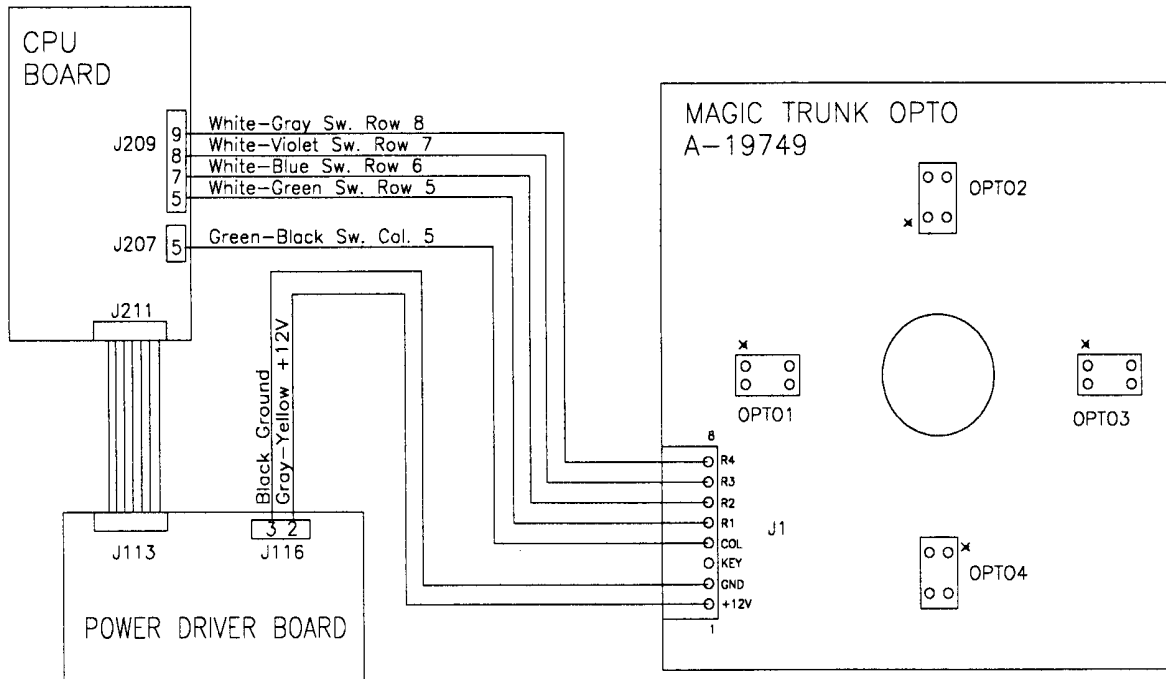 CPU
BOARD
J209
9
8
7
5
White-Gray Sw. Row 8
White-Violet Sw. Row 7
White-Blue Sw. Row 6
White-Green Sw. Row 5
J207
5
Green-Black Sw. Col. 5
J211
Black Ground
Gray-Yellow +12V
J113
3 2
J116
POWER DRIVER BOARD
MAGIC TRUNK OPTO
A-19749
OPTO2
OPTO1
OPTO3
OPTO4
8
R4
R3
R2
R1
COL
KEY
GND
+12V
1
J1